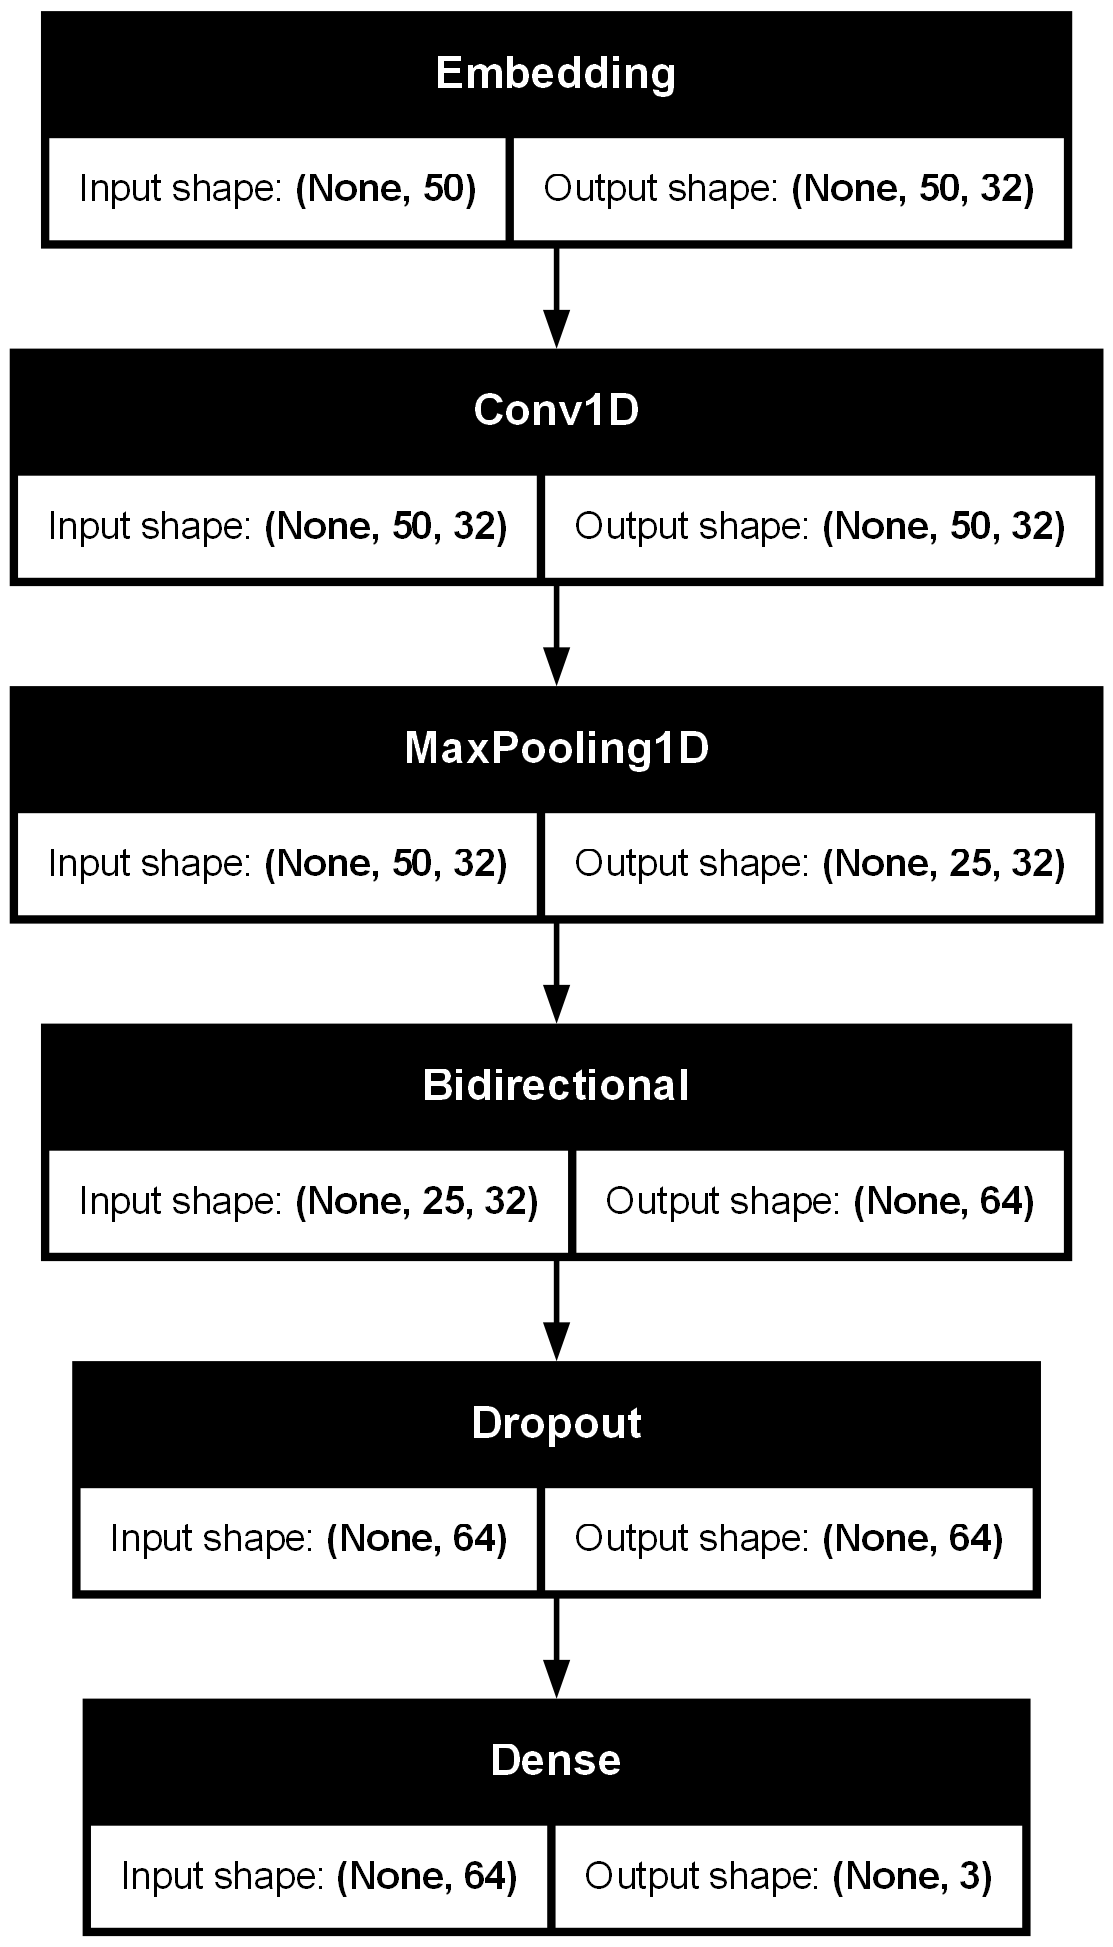 Embedding
Input shape: (None, 50) Output shape: (None, 50, 32)
Conv1D
Input shape: (None, 50, 32) Output shape: (None, 50, 32)
MaxPooling1D
Input shape: (None, 50, 32) Output shape: (None, 25, 32)
Bidirectional
Input shape: (None, 25, 32) Output shape: (None, 64)
Dropout
Input shape: (None, 64) Output shape: (None, 64)
Dense
Input shape: (None, 64) Output shape: (None, 3)